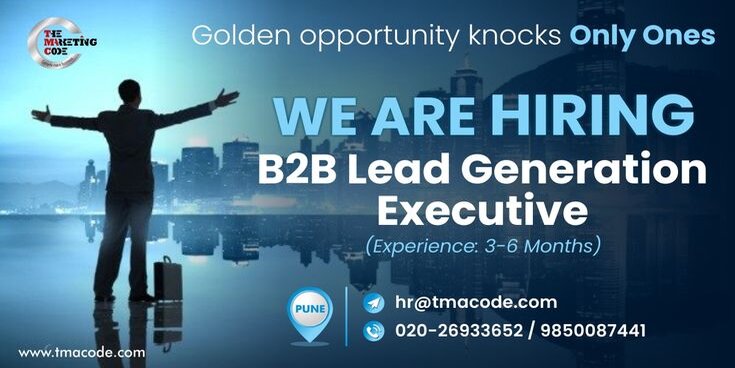 THE
MARKETING
CODE
Golden opportunity knocks Only Ones
WE ARE HIRING
B2B Lead Generation
Executive
(Experience: 3-6 Months)
PUNE
hr@tmacode.com
020-26933652 / 9850087441
www.tmacode.com